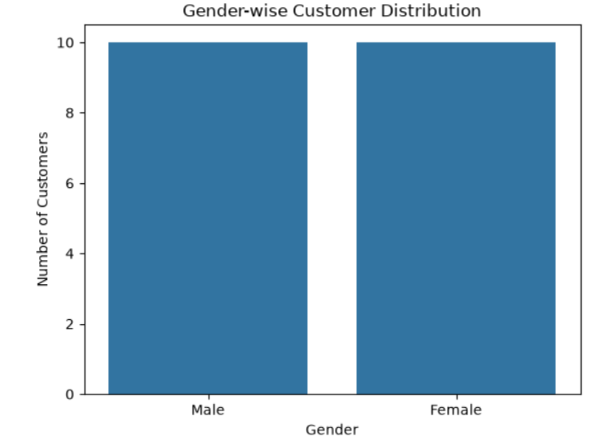 Gender-wise Customer Distribution
10
8
6
4
2
0
Number of Customers
Male Female
Gender